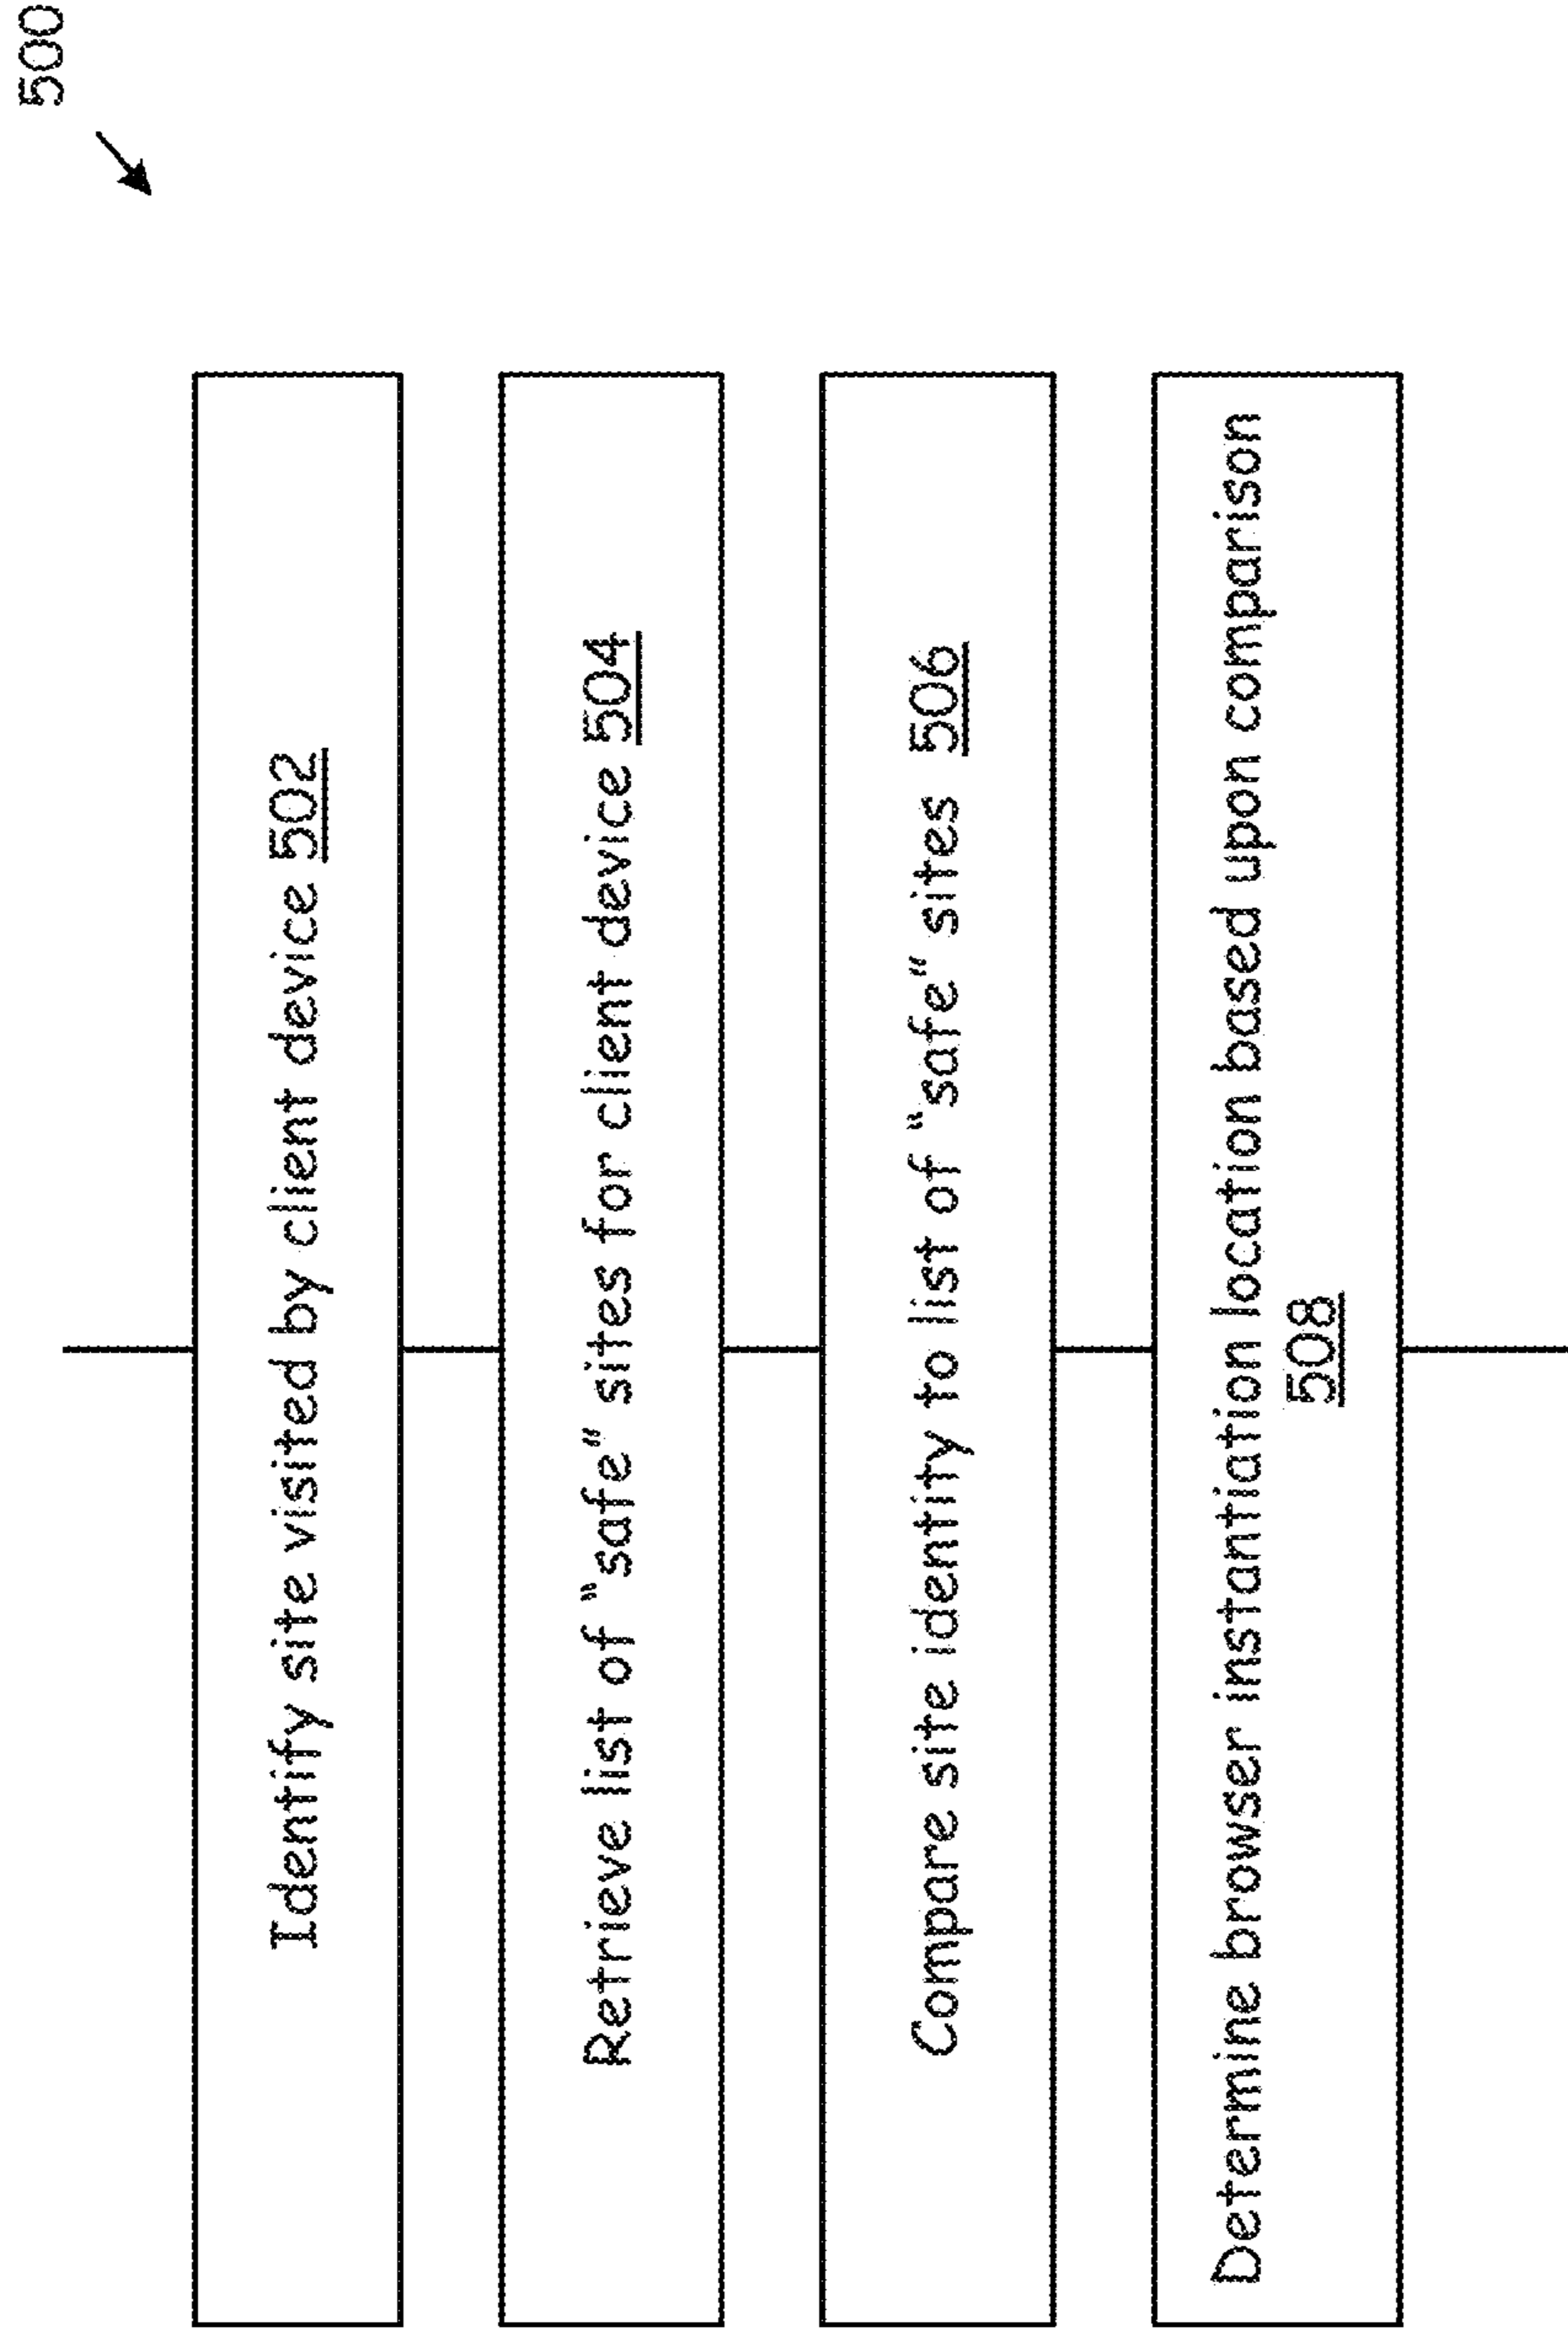 500
Identify site visited by client device 502
Retrieve list of “safe” sites for client device 504
Compare site identity to list of “safe” sites 506
Determine browser instantiation location based upon comparison
508